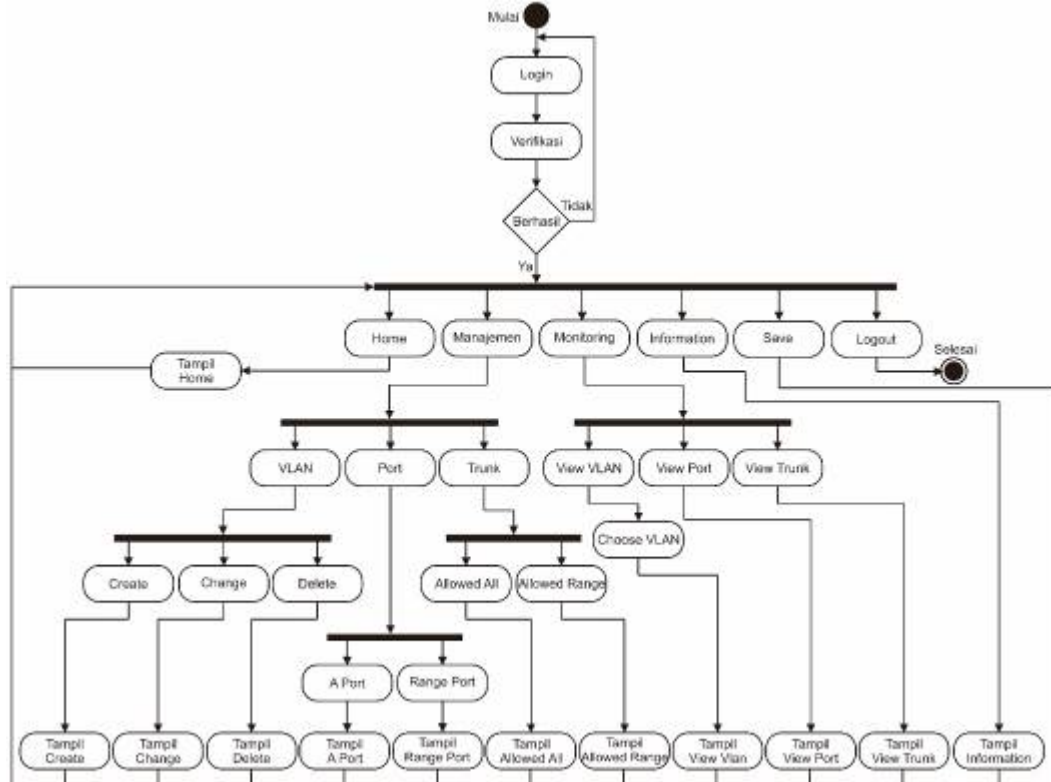 Mulai
Login
Verifikasi
Tidak
Berhasil
Ya
Home
Manajemen
Monitoring
Information
Save
Logout
Selesai
Tampil
Home
VLAN
Port
Trunk
View VLAN
View Port
View Trunk
Choose VLAN
Create
Change
Delete
Allowed All
Allowed Range
A Port
Range Port
Tampil
Create
Tampil
Change
Tampil
Delete
Tampil
A Port
Tampil
Range Port
Tampil
Allowed All
Tampil
Allowed Range
Tampil
View Vlan
Tampil
View Port
Tampil
View Trunk
Tampil
Information